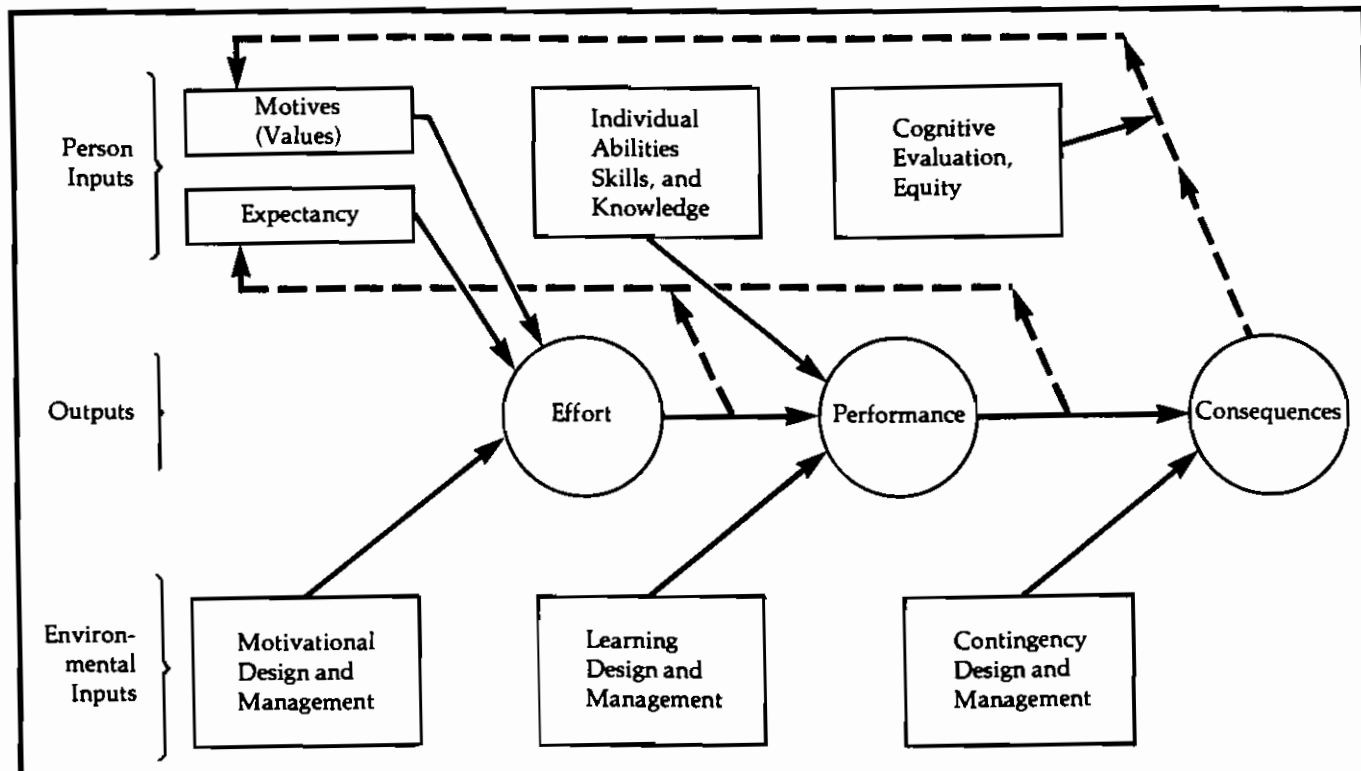 Person
Inputs
Motives
(Values)
Expectancy
Individual
Abilities
Skills, and
Knowledge
Cognitive
Evaluation,
Equity
Outputs
Effort
Performance
Consequences
Environ-
mental
Inputs
Motivational
Design and
Management
Learning
Design and
Management
Contingency
Design and
Management